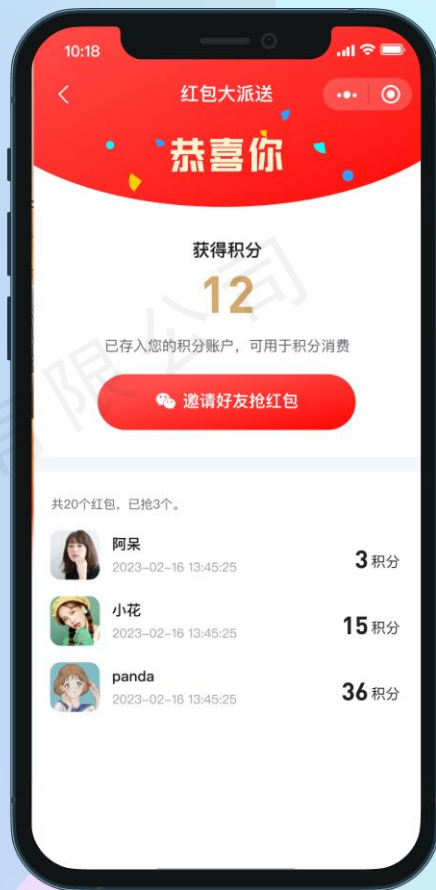 10:18
红包大派送
恭喜你
获得积分
12
已存入您的积分账户，可用于积分消费
邀请好友抢红包
共20个红包，已抢3个。
阿呆
3积分
2023-02-16 13:45:25
小花
15积分
2023-02-16 13:45:25
panda
36积分
2023-02-16 13:45:25
有限公司